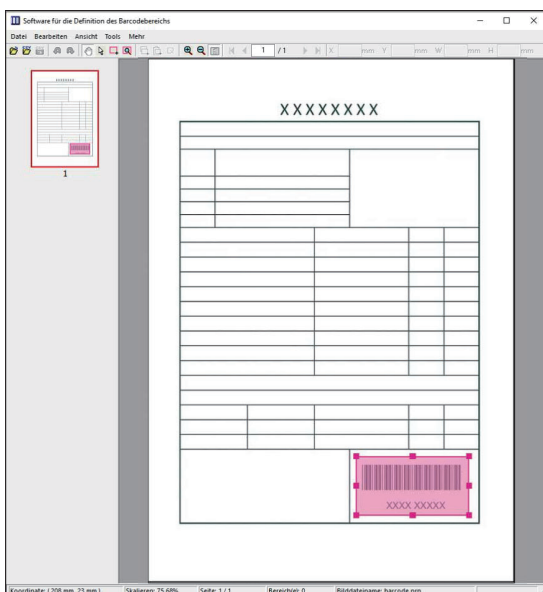 Software für die Definition des Barcodebereichs
Datei Bearbeiten Ansicht Tools Mehr
1 / 1 X mm Y mm W mm H mm
XXXXXXXX
1
XXXX XXXXX
Koordinate: ( 208 mm, 23 mm ) Skalieren: 75.68% Seite: 1 / 1 Bereich(e): 0 Bilddateiname: barcode.prn